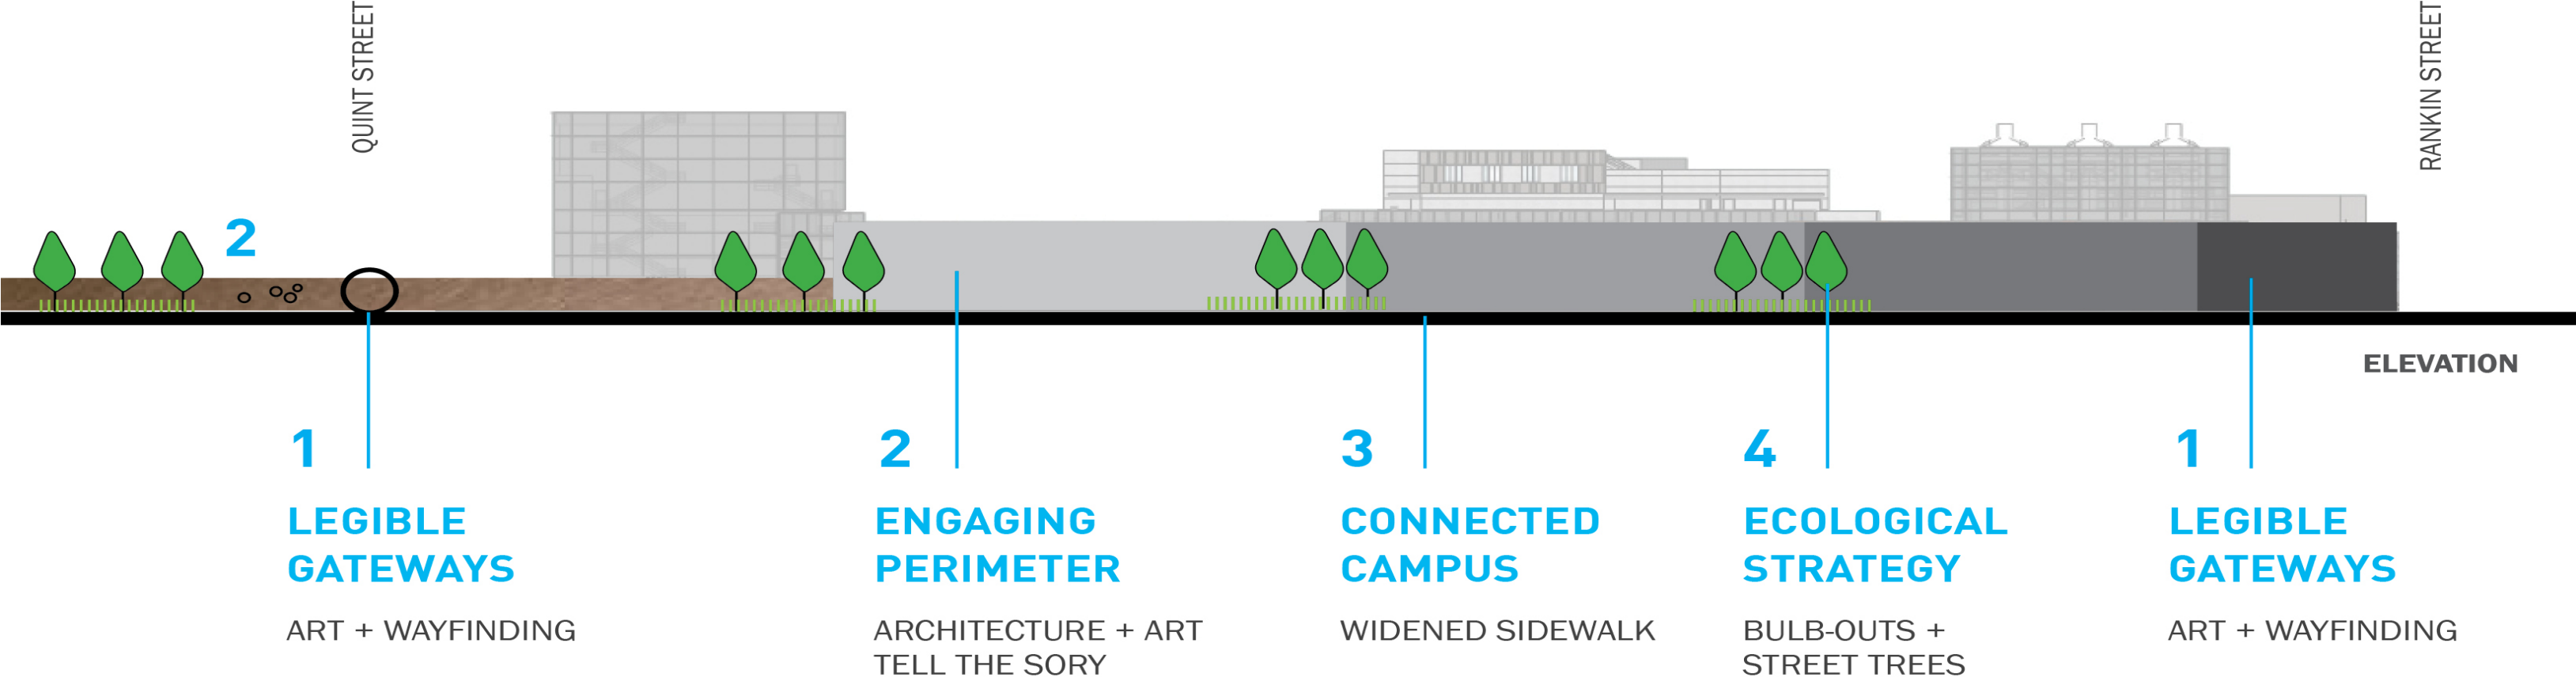 QUINT STREET
RANKIN STREET
2
ELEVATION
1
LEGIBLE
GATEWAYS
ART + WAYFINDING
2
ENGAGING
PERIMETER
ARCHITECTURE + ART
TELL THE SORY
3
CONNECTED
CAMPUS
WIDENED SIDEWALK
4
ECOLOGICAL
STRATEGY
BULB-OUTS +
STREET TREES
1
LEGIBLE
GATEWAYS
ART + WAYFINDING